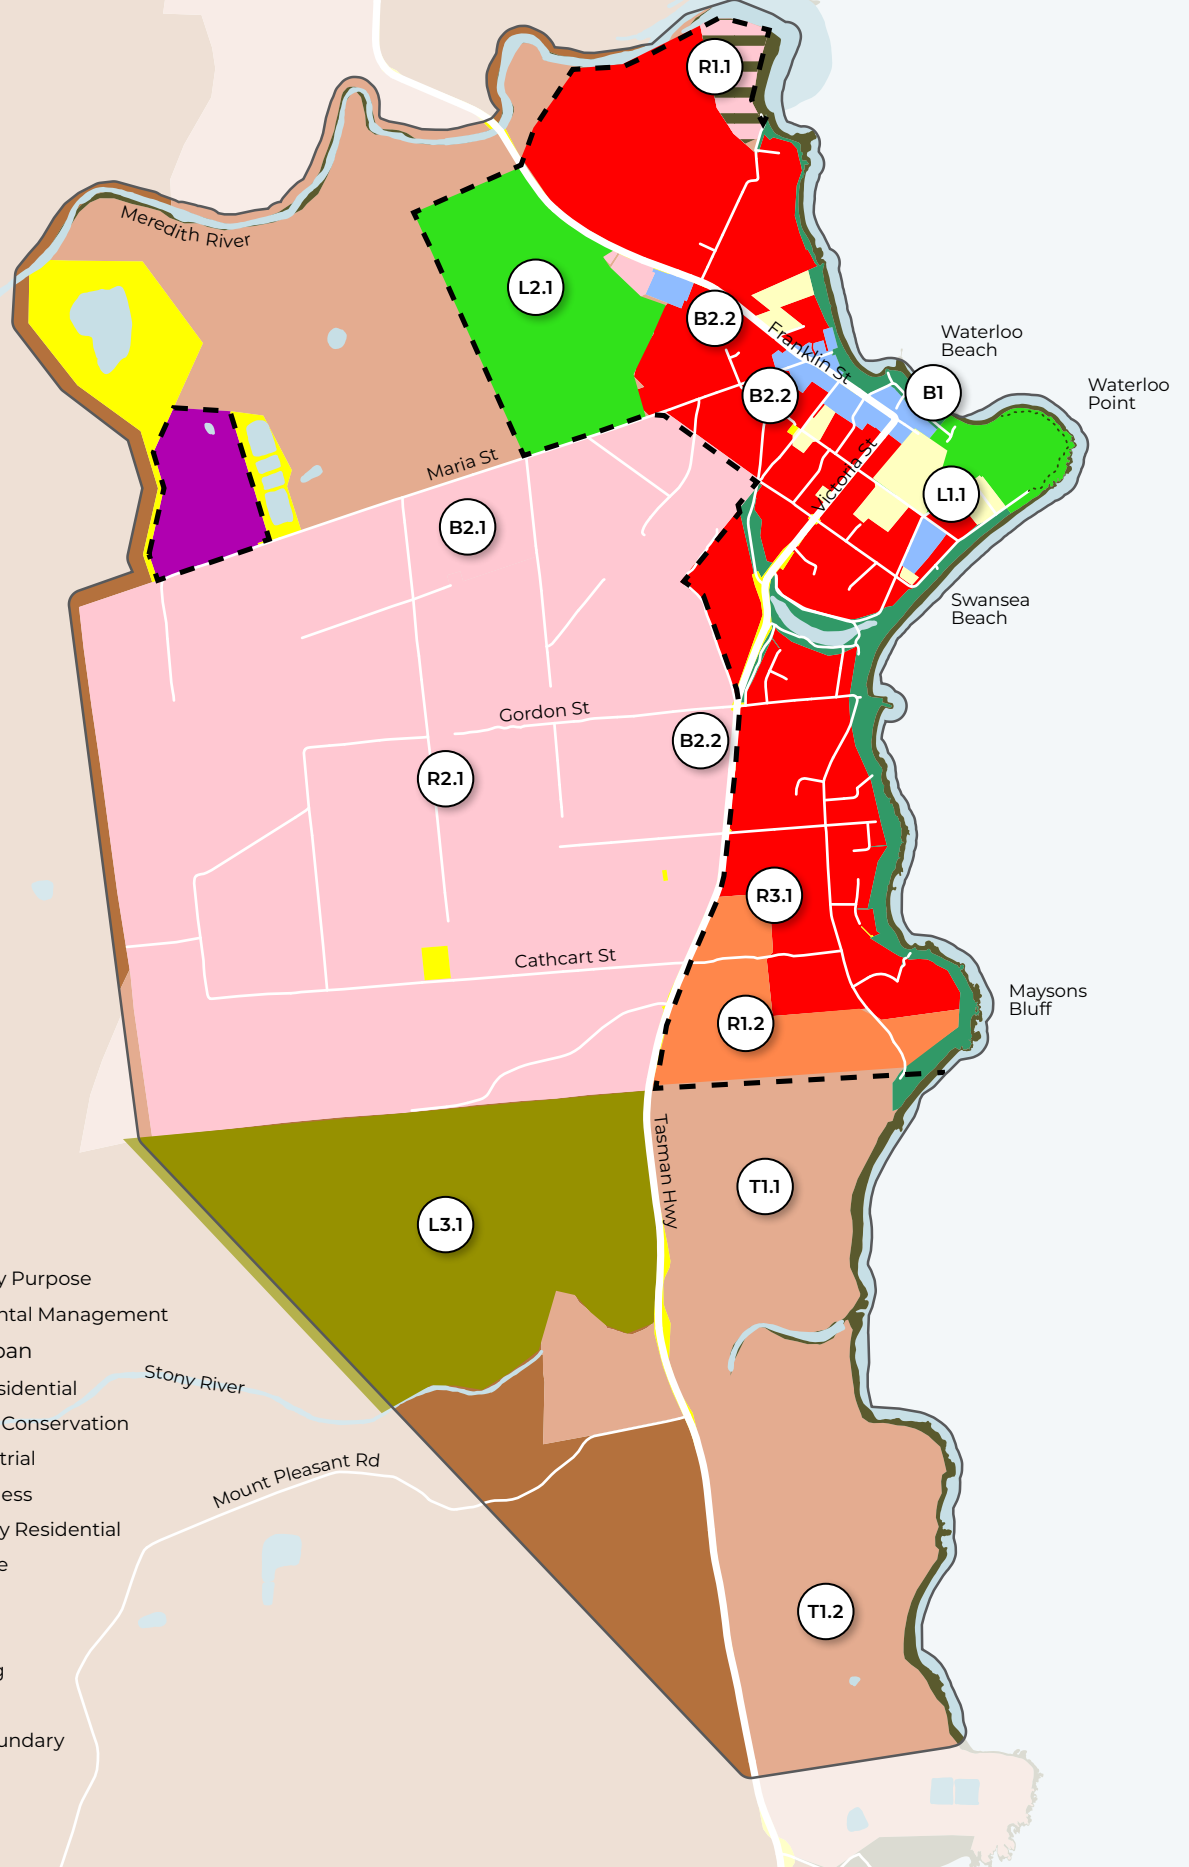 R1.1
Meredith River
L2.1
B2.2
Franklin St
Waterloo
Beach
B2.2
B1
Waterloo
Point
Maria St
Victoria St
L1.1
B2.1
Swansea
Beach
Gordon St
B2.2
R2.1
R3.1
Cathcart St
Maysons
Bluff
R1.2
Tasman Hwy
T1.1
L3.1
y Purpose
ntal Management
ban
Stony River
sidential
Conservation
trial
Mount Pleasant Rd
ess
y Residential
e
T1.2
g
undary